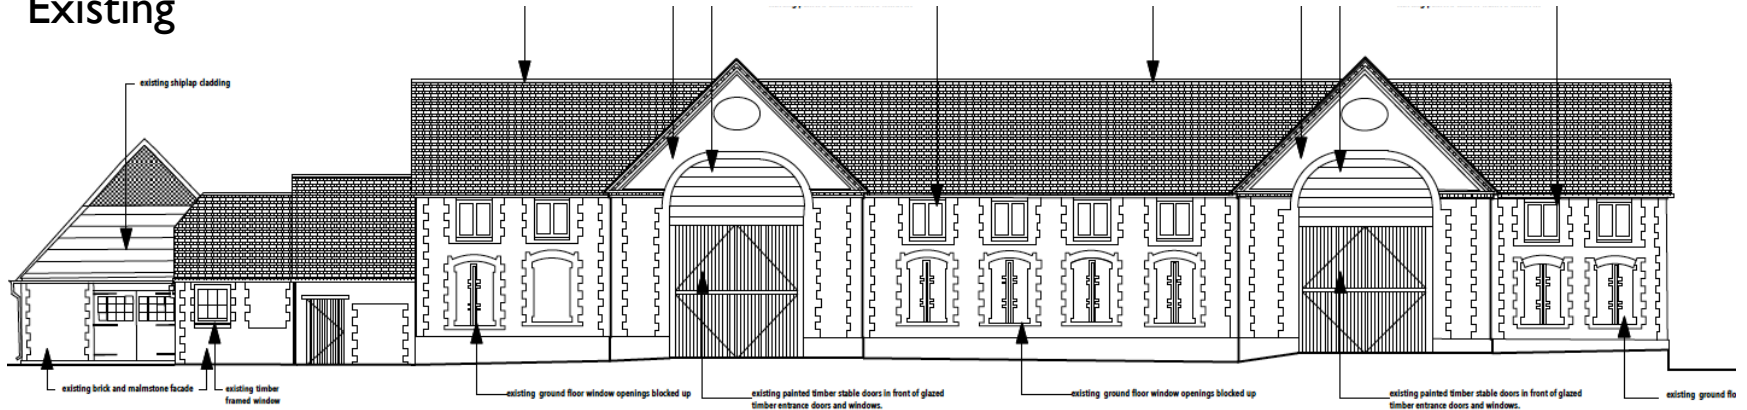 Existing
existing shiplap cladding
existing brick and malmstone facade
existing timber
framed window
existing ground floor window openings blocked up
existing painted timber stable doors in front of glazed
timber entrance doors and windows.
existing ground floor window openings blocked up
existing painted timber stable doors in front of glazed
timber entrance doors and windows.
existing ground flo